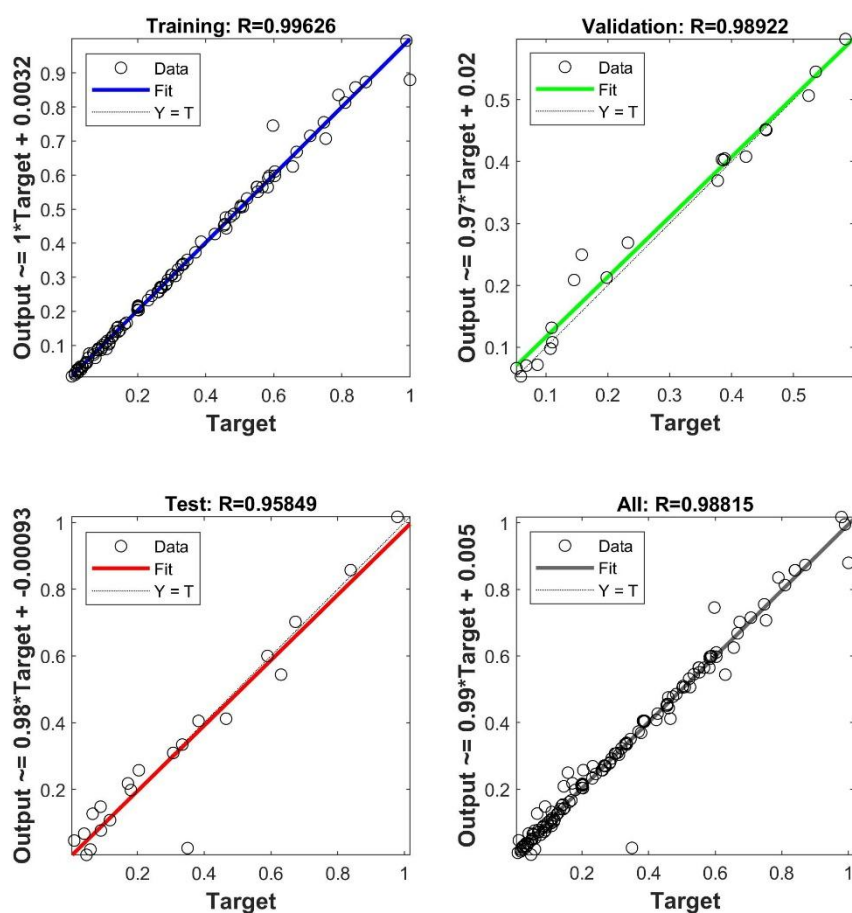 Training: R=0.99626
Output ~= 1*Target + 0.0032
0.9
0.8
0.7
0.6
0.5
0.4
0.3
0.2
0.1
Data
Fit
Y = T
0.2 0.4 0.6 0.8 1
Target
Validation: R=0.98922
Output ~= 0.97*Target + 0.02
0.5
0.4
0.3
0.2
0.1
Data
Fit
Y = T
0.1 0.2 0.3 0.4 0.5
Target
Test: R=0.95849
Output ~= 0.98*Target + -0.00093
1
0.8
0.6
0.4
0.2
Data
Fit
Y = T
0.2 0.4 0.6 0.8 1
Target
All: R=0.98815
Output ~= 0.99*Target + 0.005
1
0.8
0.6
0.4
0.2
Data
Fit
Y = T
0.2 0.4 0.6 0.8 1
Target